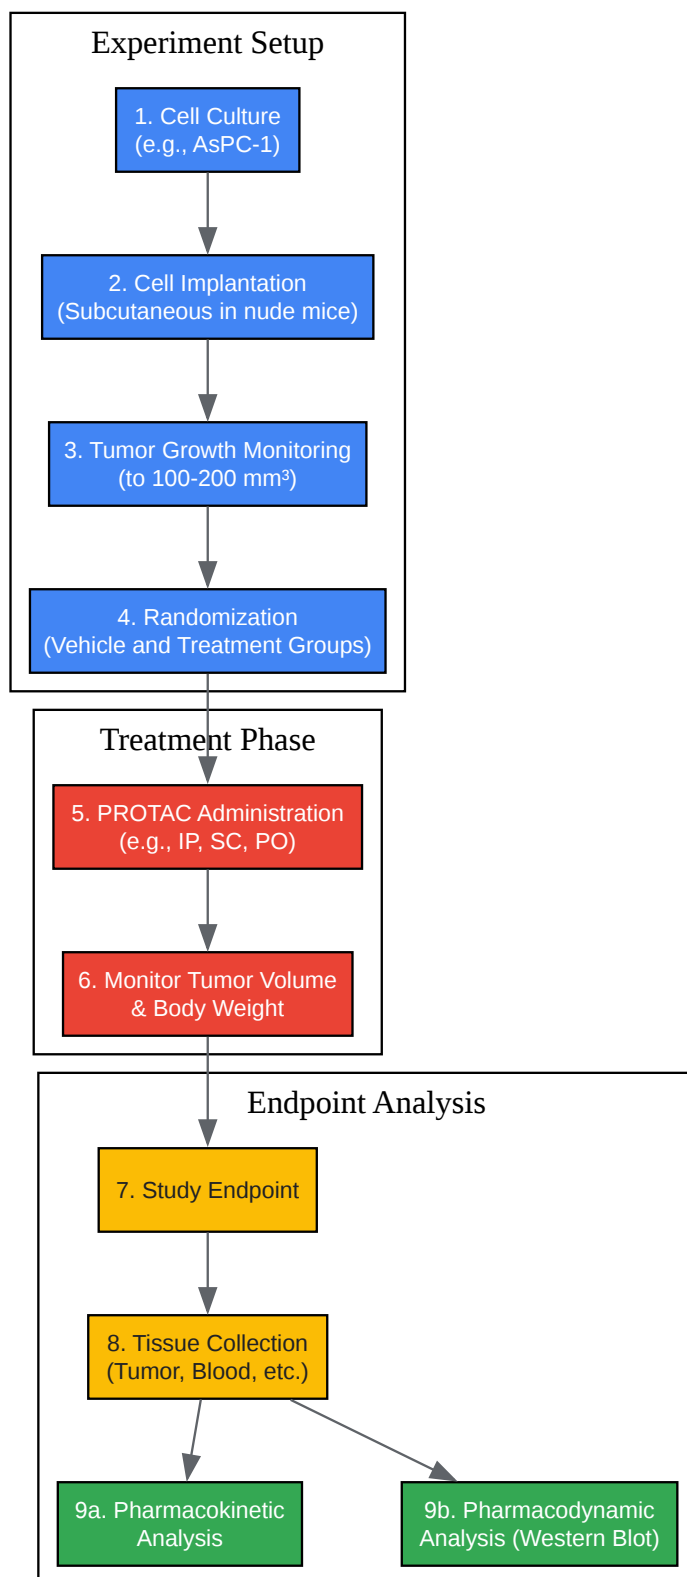 Experiment Setup
1. Cell Culture
(e.g., AsPC-1)
2. Cell Implantation
(Subcutaneous in nude mice)
3. Tumor Growth Monitoring
(to 100-200 mm³)
4. Randomization
(Vehicle and Treatment Groups)
Treatment Phase
5. PROTAC Administration
(e.g., IP, SC, PO)
6. Monitor Tumor Volume
& Body Weight
Endpoint Analysis
7. Study Endpoint
8. Tissue Collection
(Tumor, Blood, etc.)
9a. Pharmacokinetic
Analysis
9b. Pharmacodynamic
Analysis (Western Blot)